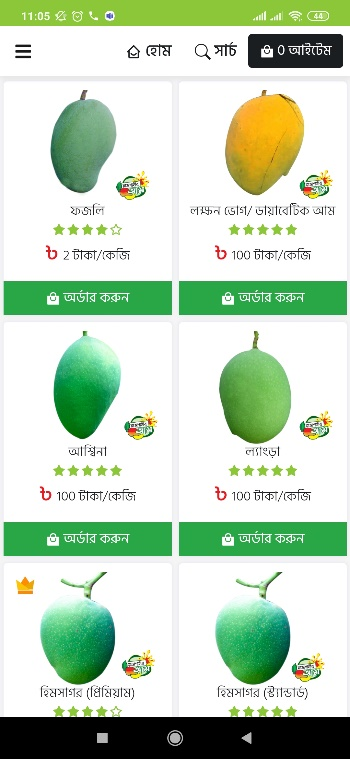 11:05
44
হোম সার্চ 0 আইটেম
ফজলি
লক্ষন ভোগ/ ডায়াবেটিক আম
৳ 2 টাকা/কেজি
৳ 100 টাকা/কেজি
অর্ডার করুন
অর্ডার করুন
আশ্বিনা
ল্যাংড়া
৳ 100 টাকা/কেজি
৳ 100 টাকা/কেজি
অর্ডার করুন
অর্ডার করুন
হিমসাগর (প্রিমিয়াম)
হিমসাগর (স্ট্যান্ডার্ড)